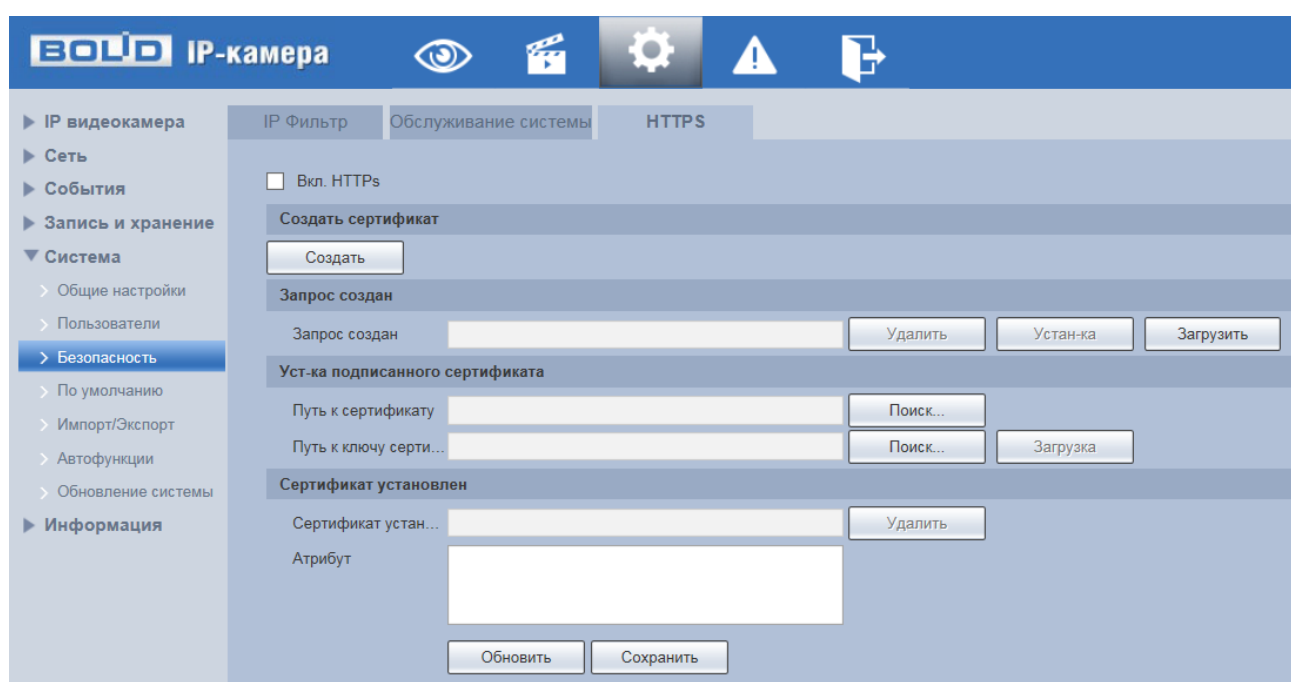 BOLID IP-камера
IP видеокамера
Сеть
События
Запись и хранение
Система
Общие настройки
Пользователи
Безопасность
По умолчанию
Импорт/Экспорт
Автофункции
Обновление системы
Информация
IP Фильтр Обслуживание системы HTTPS
Вкл. HTTPs
Создать сертификат
Создать
Запрос создан
Запрос создан Удалить Устан-ка Загрузить
Уст-ка подписанного сертификата
Путь к сертификату Поиск...
Путь к ключу серти... Поиск... Загрузка
Сертификат установлен
Сертификат устан... Удалить
Атрибут
Обновить Сохранить